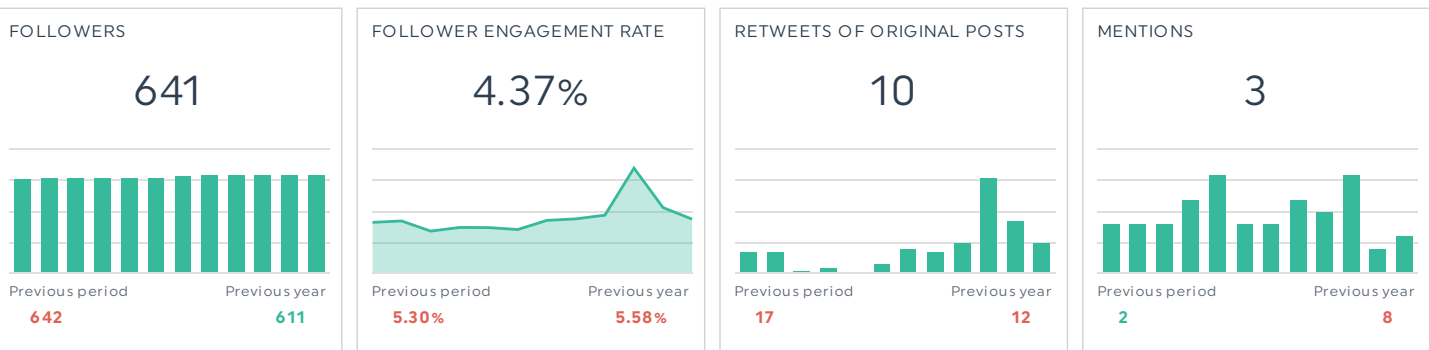 FOLLOWERS
641
Previous period Previous year
642 611
FOLLOWER ENGAGEMENT RATE
4.37%
Previous period Previous year
5.30% 5.58%
RETWEETS OF ORIGINAL POSTS
10
Previous period Previous year
17 12
MENTIONS
3
Previous period Previous year
2 8